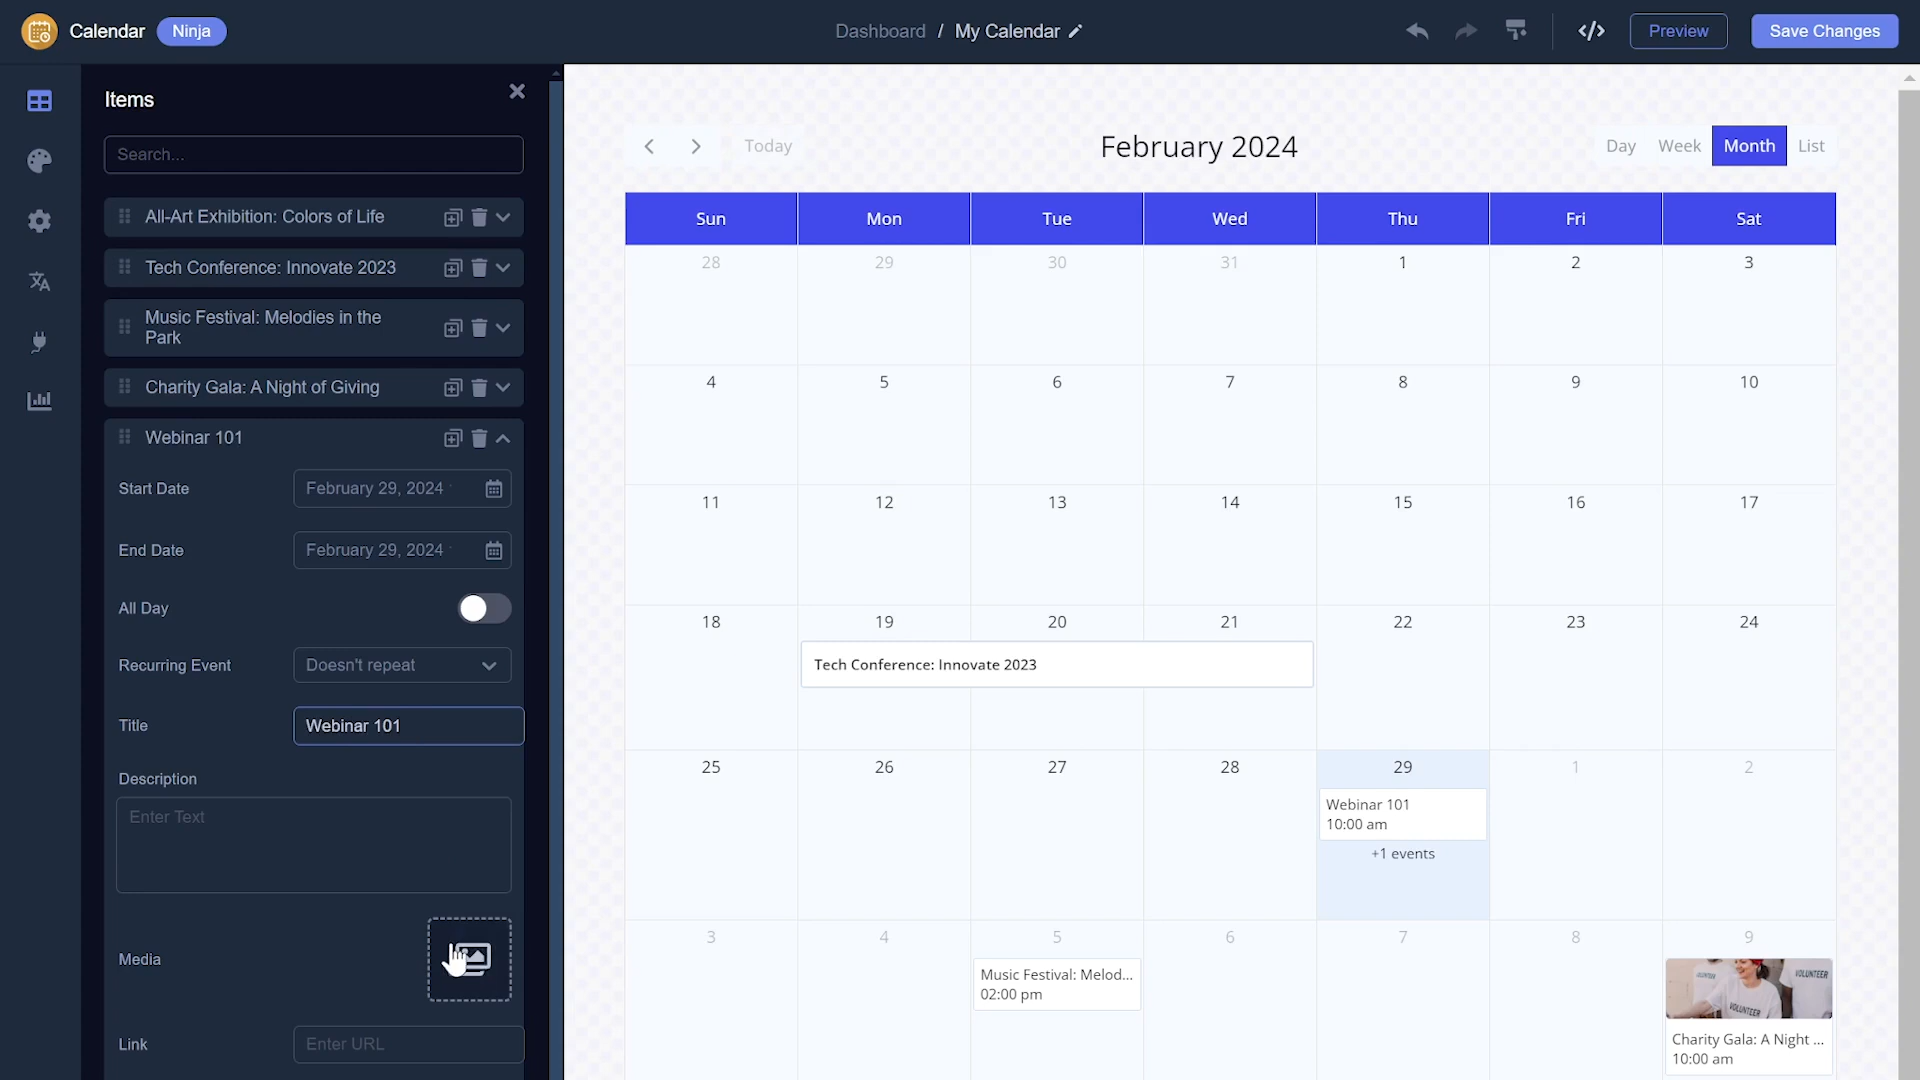 Calendar Ninja
Dashboard / My Calendar
Preview
Save Changes
Items
Search...
All-Art Exhibition: Colors of Life
Tech Conference: Innovate 2023
Music Festival: Melodies in the
Park
Charity Gala: A Night of Giving
Webinar 101
Start Date
February 29, 2024
End Date
February 29, 2024
All Day
Recurring Event
Doesn't repeat
Title
Webinar 101
Description
Enter Text
Media
Link
Enter URL
Today
February 2024
Day Week Month List
Sun Mon Tue Wed Thu Fri Sat
28 29 30 31 1 2 3
4 5 6 7 8 9 10
11 12 13 14 15 16 17
18 19 20 21 22 23 24
Tech Conference: Innovate 2023
25 26 27 28 29 1 2
Webinar 101
10:00 am
+1 events
3 4 5 6 7 8 9
Music Festival: Melod...
02:00 pm
VOLUNTEER
VOLUNTEER
Charity Gala: A Night ...
10:00 am